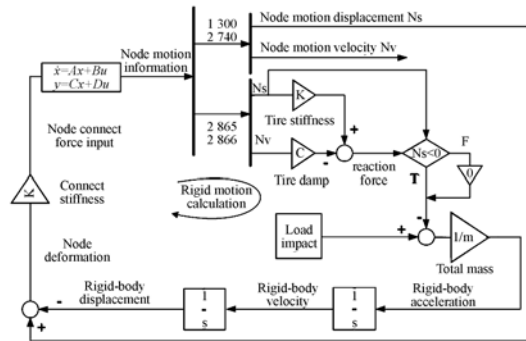 1 300
2 740
Node motion displacement Ns
Node motion velocity Nv
Node motion
information
ẋ=Ax+Bu
y=Cx+Du
Ns
K
Tire stiffness
+
2 865
2 866
Nv
C
-
Tire damp
reaction
force
Ns<0
F
T
0
Node connect
force input
K
Connect
stiffness
Rigid motion
calculation
Load
impact
+
-
1/m
Total mass
Node
deformation
Rigid-body
displacement
-
+
1
-
s
Rigid-body
velocity
1
-
s
Rigid-body
acceleration